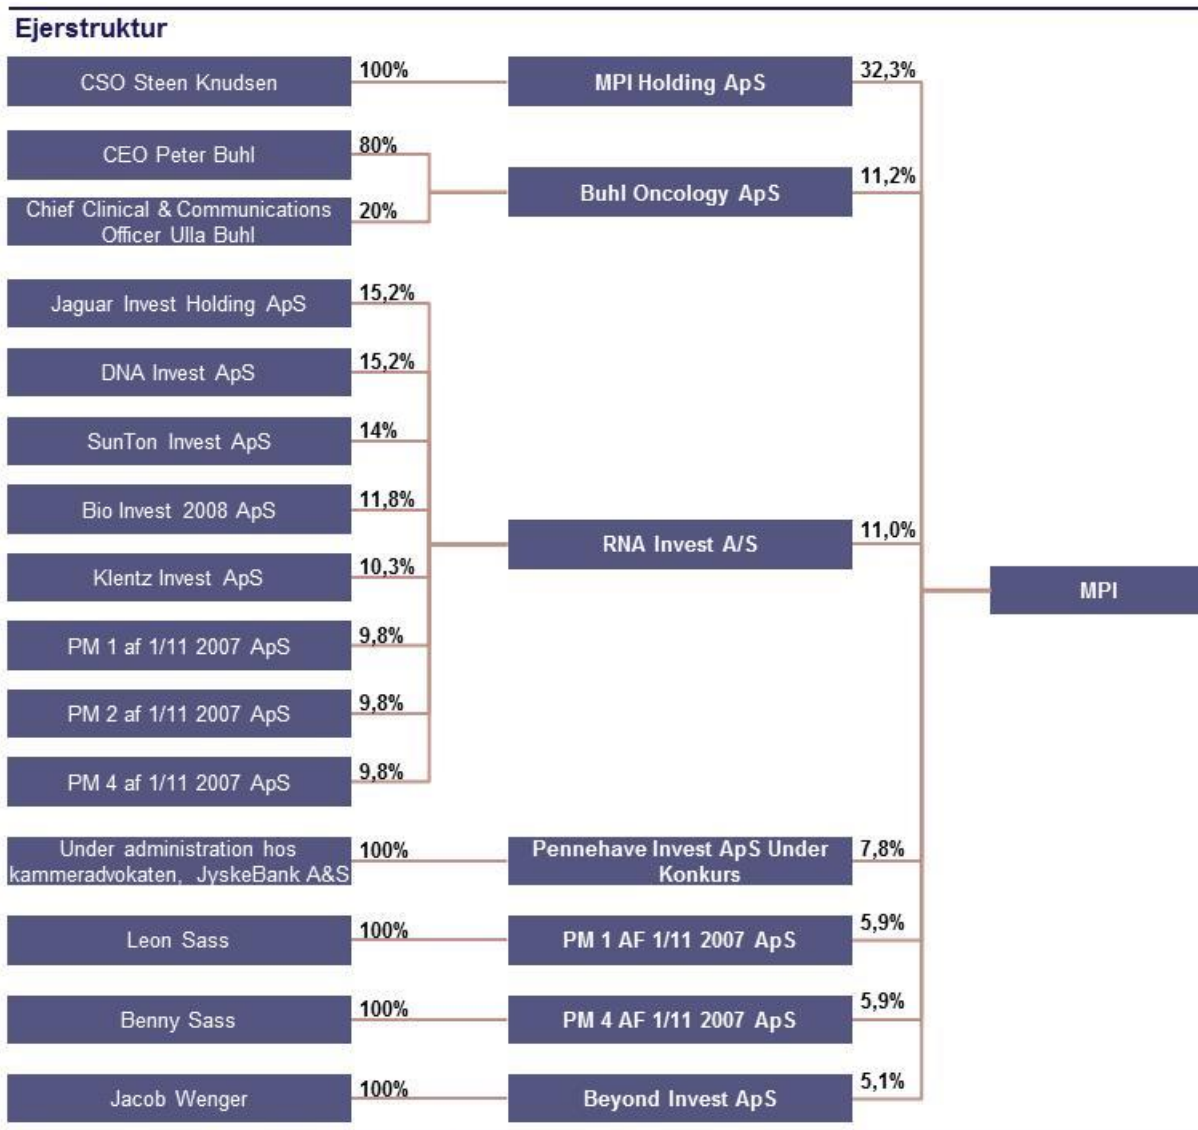 Ejerstruktur
CSO Steen Knudsen
100%
MPI Holding ApS
32,3%
CEO Peter Buhl
80%
Chief Clinical & Communications
Officer Ulla Buhl
20%
Buhl Oncology ApS
11,2%
Jaguar Invest Holding ApS
15,2%
DNA Invest ApS
15,2%
SunTon Invest ApS
14%
Bio Invest 2008 ApS
11,8%
Klentz Invest ApS
10,3%
PM 1 af 1/11 2007 ApS
9,8%
PM 2 af 1/11 2007 ApS
9,8%
PM 4 af 1/11 2007 ApS
9,8%
RNA Invest A/S
11,0%
MPI
Under administration hos
kammeradvokaten, JyskeBank A&S
100%
Pennehave Invest ApS Under
Konkurs
7,8%
Leon Sass
100%
PM 1 AF 1/11 2007 ApS
5,9%
Benny Sass
100%
PM 4 AF 1/11 2007 ApS
5,9%
Jacob Wenger
100%
Beyond Invest ApS
5,1%